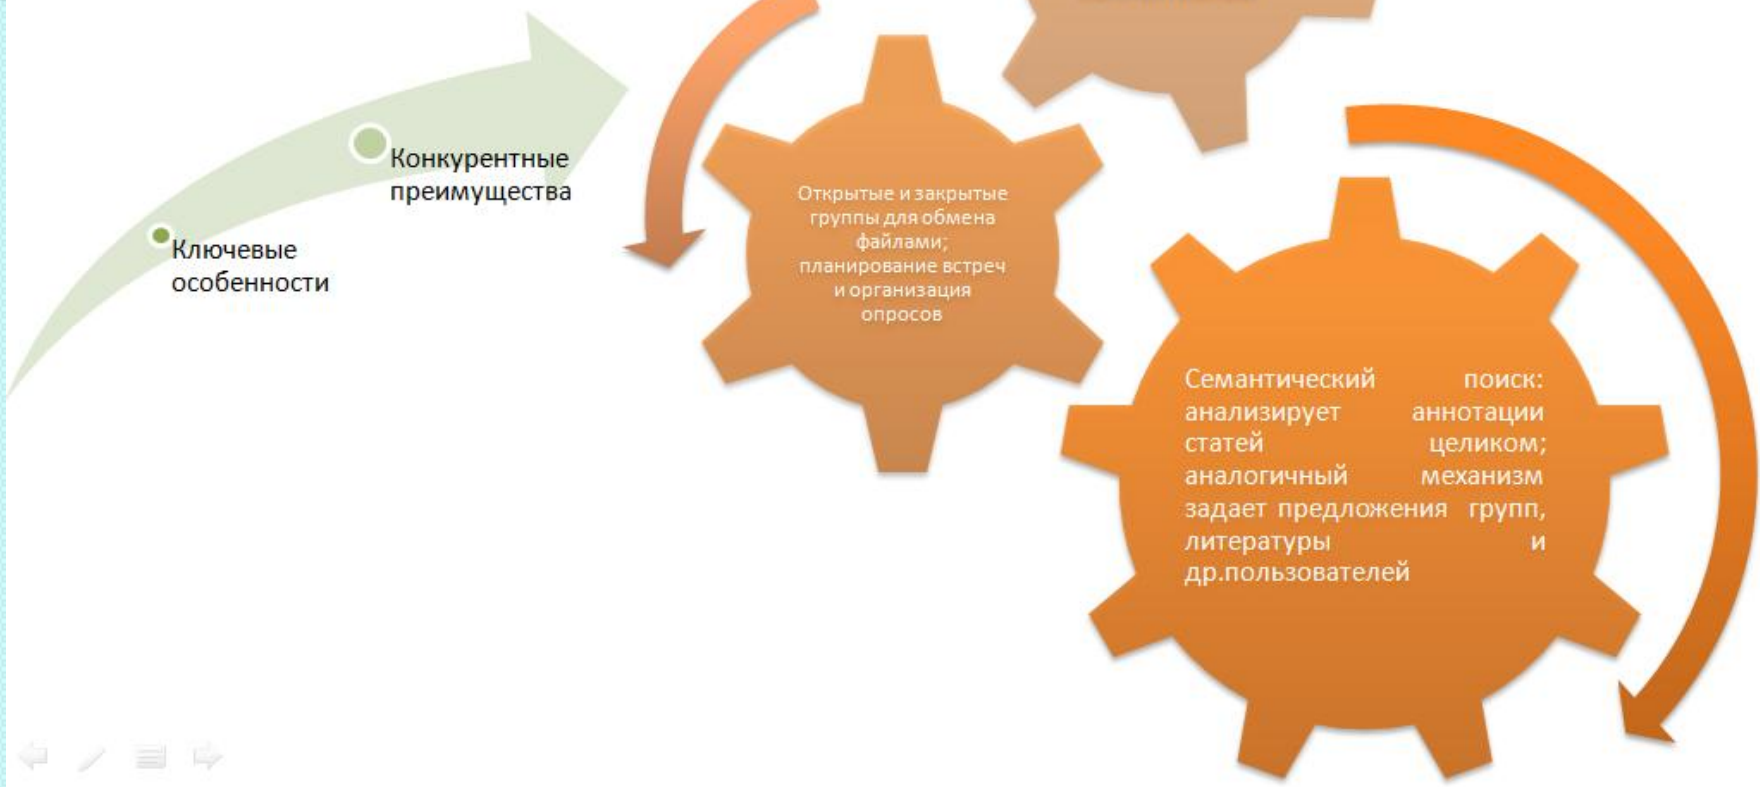 Конкурентные
преимущества
Ключевые
особенности
Открытые и закрытые
группы для обмена
файлами;
планирование встреч
и организация
опросов
Семантический поиск:
анализирует аннотации
статей целиком;
аналогичный механизм
задает предложения групп,
литературы и
др.пользователей